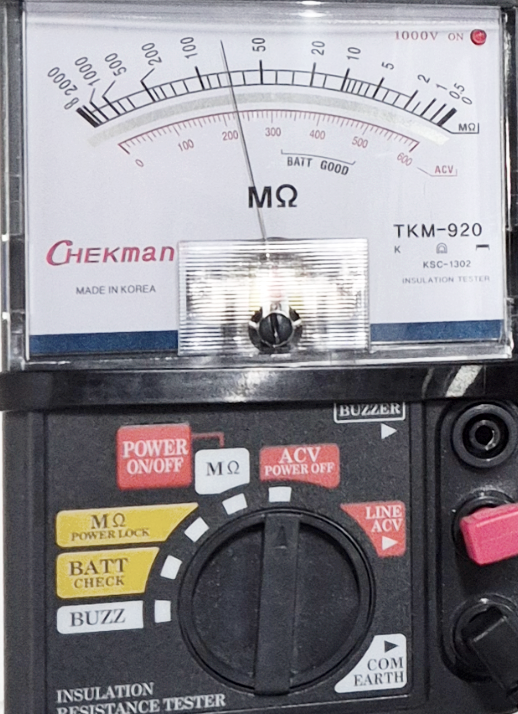 1000V ON
∞ 2000 1000 500 200 100 50 20 10 5 2 1 0.5 0
MΩ
0 100 200 300 400 500 600
ACV
BATT GOOD
MΩ
CHEKMAN
MADE IN KOREA
TKM-920
K
KSC-1302
INSULATION TESTER
BUZZER
POWER
ON/OFF
MΩ
ACV
POWER OFF
MΩ
POWER LOCK
LINE
ACV
BATT
CHECK
BUZZ
COM
EARTH
INSULATION
RESISTANCE TESTER